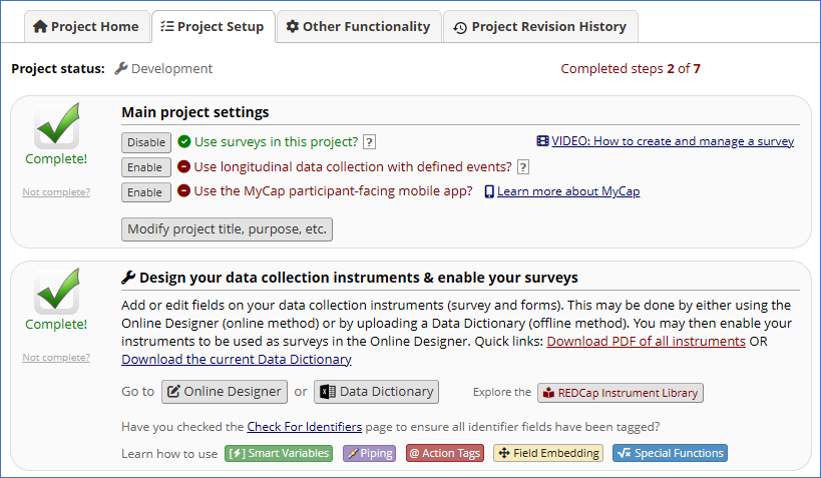 Project Home Project Setup Other Functionality Project Revision History
Project status: Development Completed steps 2 of 7
Main project settings
Disable Use surveys in this project? ? VIDEO: How to create and manage a survey
Complete!
Enable Use longitudinal data collection with defined events? ?
Not complete? Enable Use the MyCap participant-facing mobile app? Learn more about MyCap
Modify project title, purpose, etc.
Design your data collection instruments & enable your surveys
Add or edit fields on your data collection instruments (survey and forms). This may be done by either using the
Complete! Online Designer (online method) or by uploading a Data Dictionary (offline method). You may then enable your
instruments to be used as surveys in the Online Designer. Quick links: Download PDF of all instruments OR
Not complete? Download the current Data Dictionary
Go to Online Designer or Data Dictionary Explore the REDCap Instrument Library
Have you checked the Check For Identifiers page to ensure all identifier fields have been tagged?
Learn how to use [⚡] Smart Variables Piping @ Action Tags Field Embedding √x Special Functions